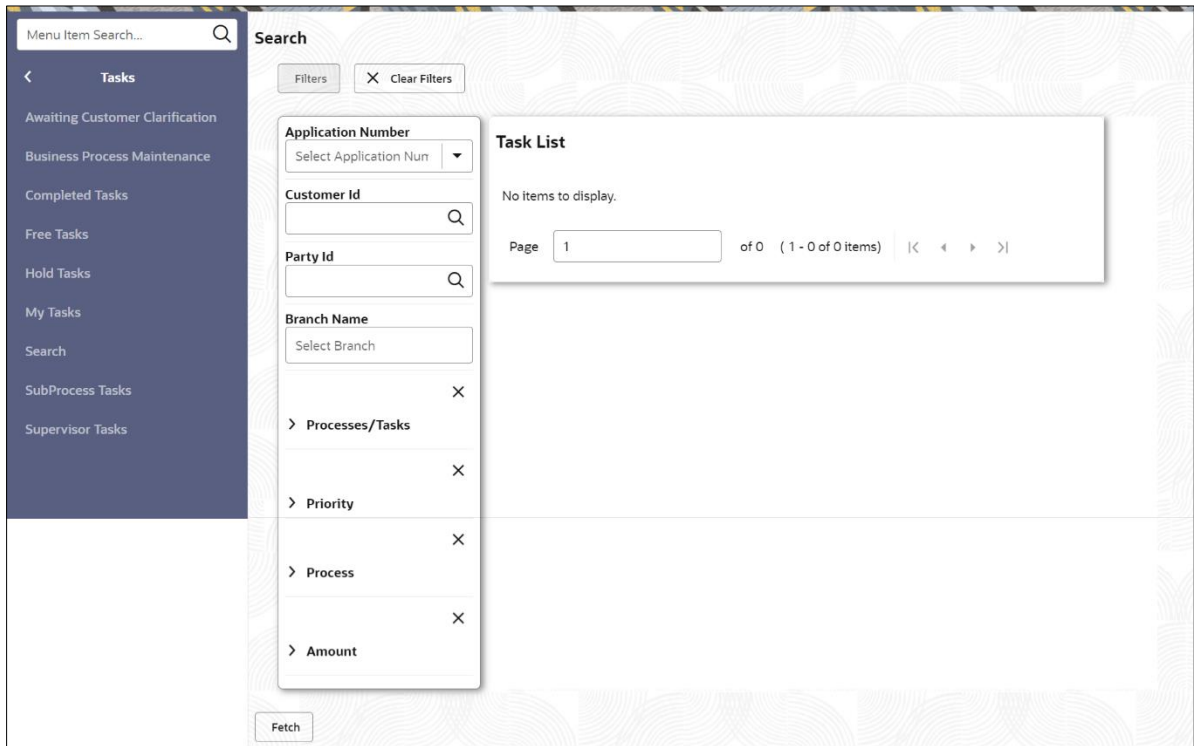 Menu Item Search...
Tasks
Awaiting Customer Clarification
Business Process Maintenance
Completed Tasks
Free Tasks
Hold Tasks
My Tasks
Search
SubProcess Tasks
Supervisor Tasks
Search
Filters
Clear Filters
Application Number
Select Application Num
Customer Id
Party Id
Branch Name
Select Branch
Processes/Tasks
Priority
Process
Amount
Fetch
Task List
No items to display.
Page 1 of 0 ( 1 - 0 of 0 items)